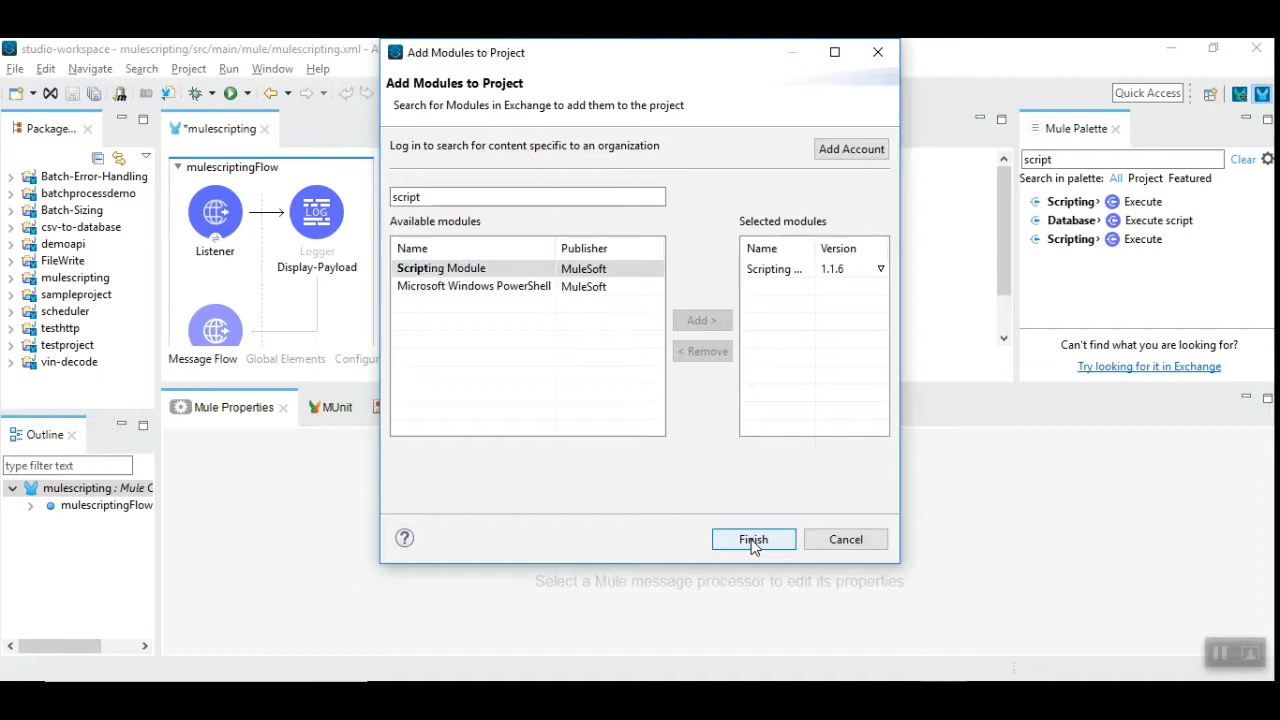 studio-workspace - mulescripting/src/main/mule/mulescripting.xml - A
File Edit Navigate Search Project Run Window Help
Quick Access
Package...
Batch-Error-Handling
batchprocessdemo
Batch-Sizing
csv-to-database
demoapi
FileWrite
mulescripting
sampleproject
scheduler
testhttp
testproject
vin-decode
Outline
type filter text
mulescripting : Mule C
mulescriptingFlow
*mulescripting
mulescriptingFlow
LOG
Listener
Logger
Display-Payload
Message Flow Global Elements Configur
Mule Properties
MUnit
Select a Mule message processor to edit its properties
Add Modules to Project
Add Modules to Project
Search for Modules in Exchange to add them to the project
Log in to search for content specific to an organization
Add Account
script
Available modules
Name Publisher
Scripting Module MuleSoft
Microsoft Windows PowerShell MuleSoft
Add >
< Remove
Selected modules
Name Version
Scripting ... 1.1.6
?
Finish
Cancel
Mule Palette
script
Clear
Search in palette: All Project Featured
Scripting› Execute
Database› Execute script
Scripting› Execute
Can't find what you are looking for?
Try looking for it in Exchange